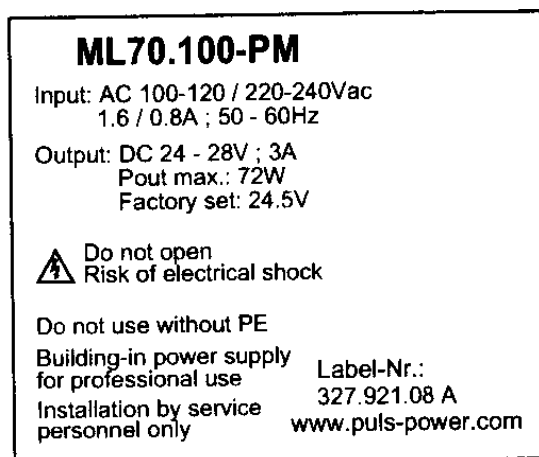 ML70.100-PM
Input: AC 100-120 / 220-240Vac
1.6 / 0.8A ; 50 - 60Hz
Output: DC 24 - 28V ; 3A
Pout max.: 72W
Factory set: 24.5V
Do not open
Risk of electrical shock
Do not use without PE
Building-in power supply
for professional use
Installation by service
personnel only
Label-Nr.:
327.921.08 A
www.puls-power.com